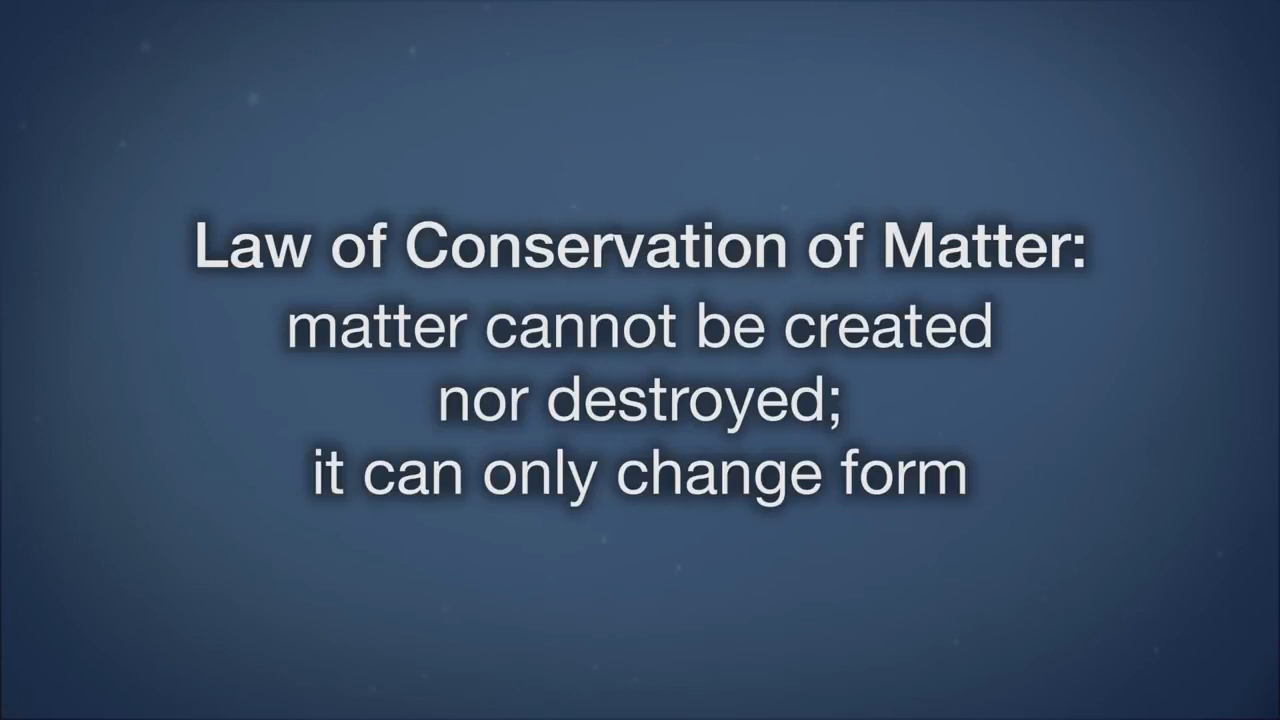 Law of Conservation of Matter:
matter cannot be created
nor destroyed;
it can only change form